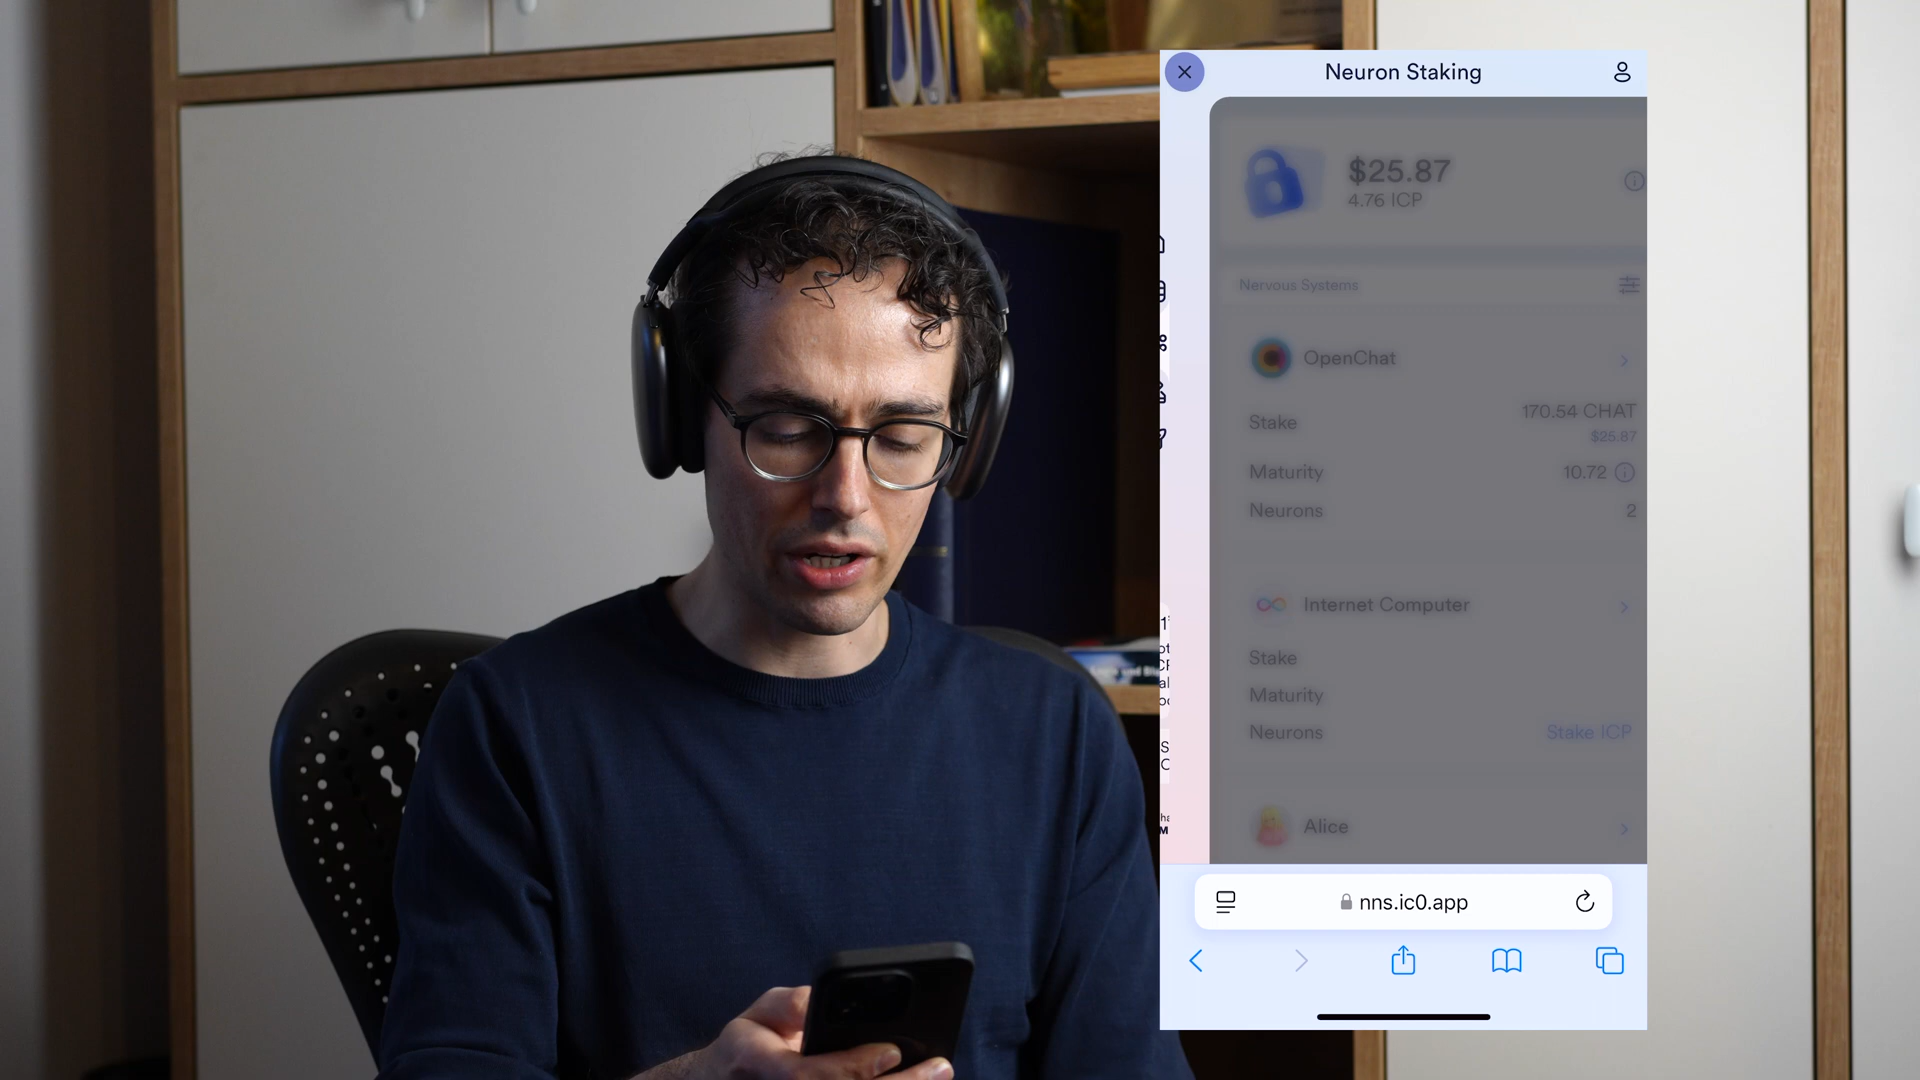 Neuron Staking
$25.87
4.76 ICP
Nervous Systems
OpenChat
Stake
170.54 CHAT
$25.87
Maturity
10.72
Neurons
2
Internet Computer
Stake
Maturity
Neurons
Stake ICP
Alice
nns.ic0.app